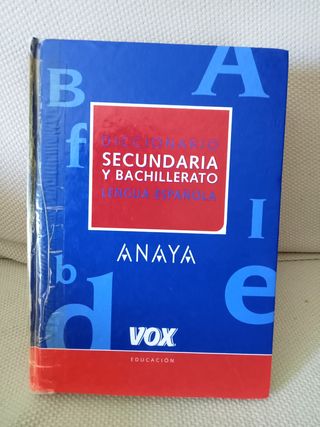 B
A
f
DICCIONARIO
SECUNDARIA
Y BACHILLERATO
LENGUA ESPAÑOLA
I
ANAYA
b
e
d
VOX
EDUCACIÓN